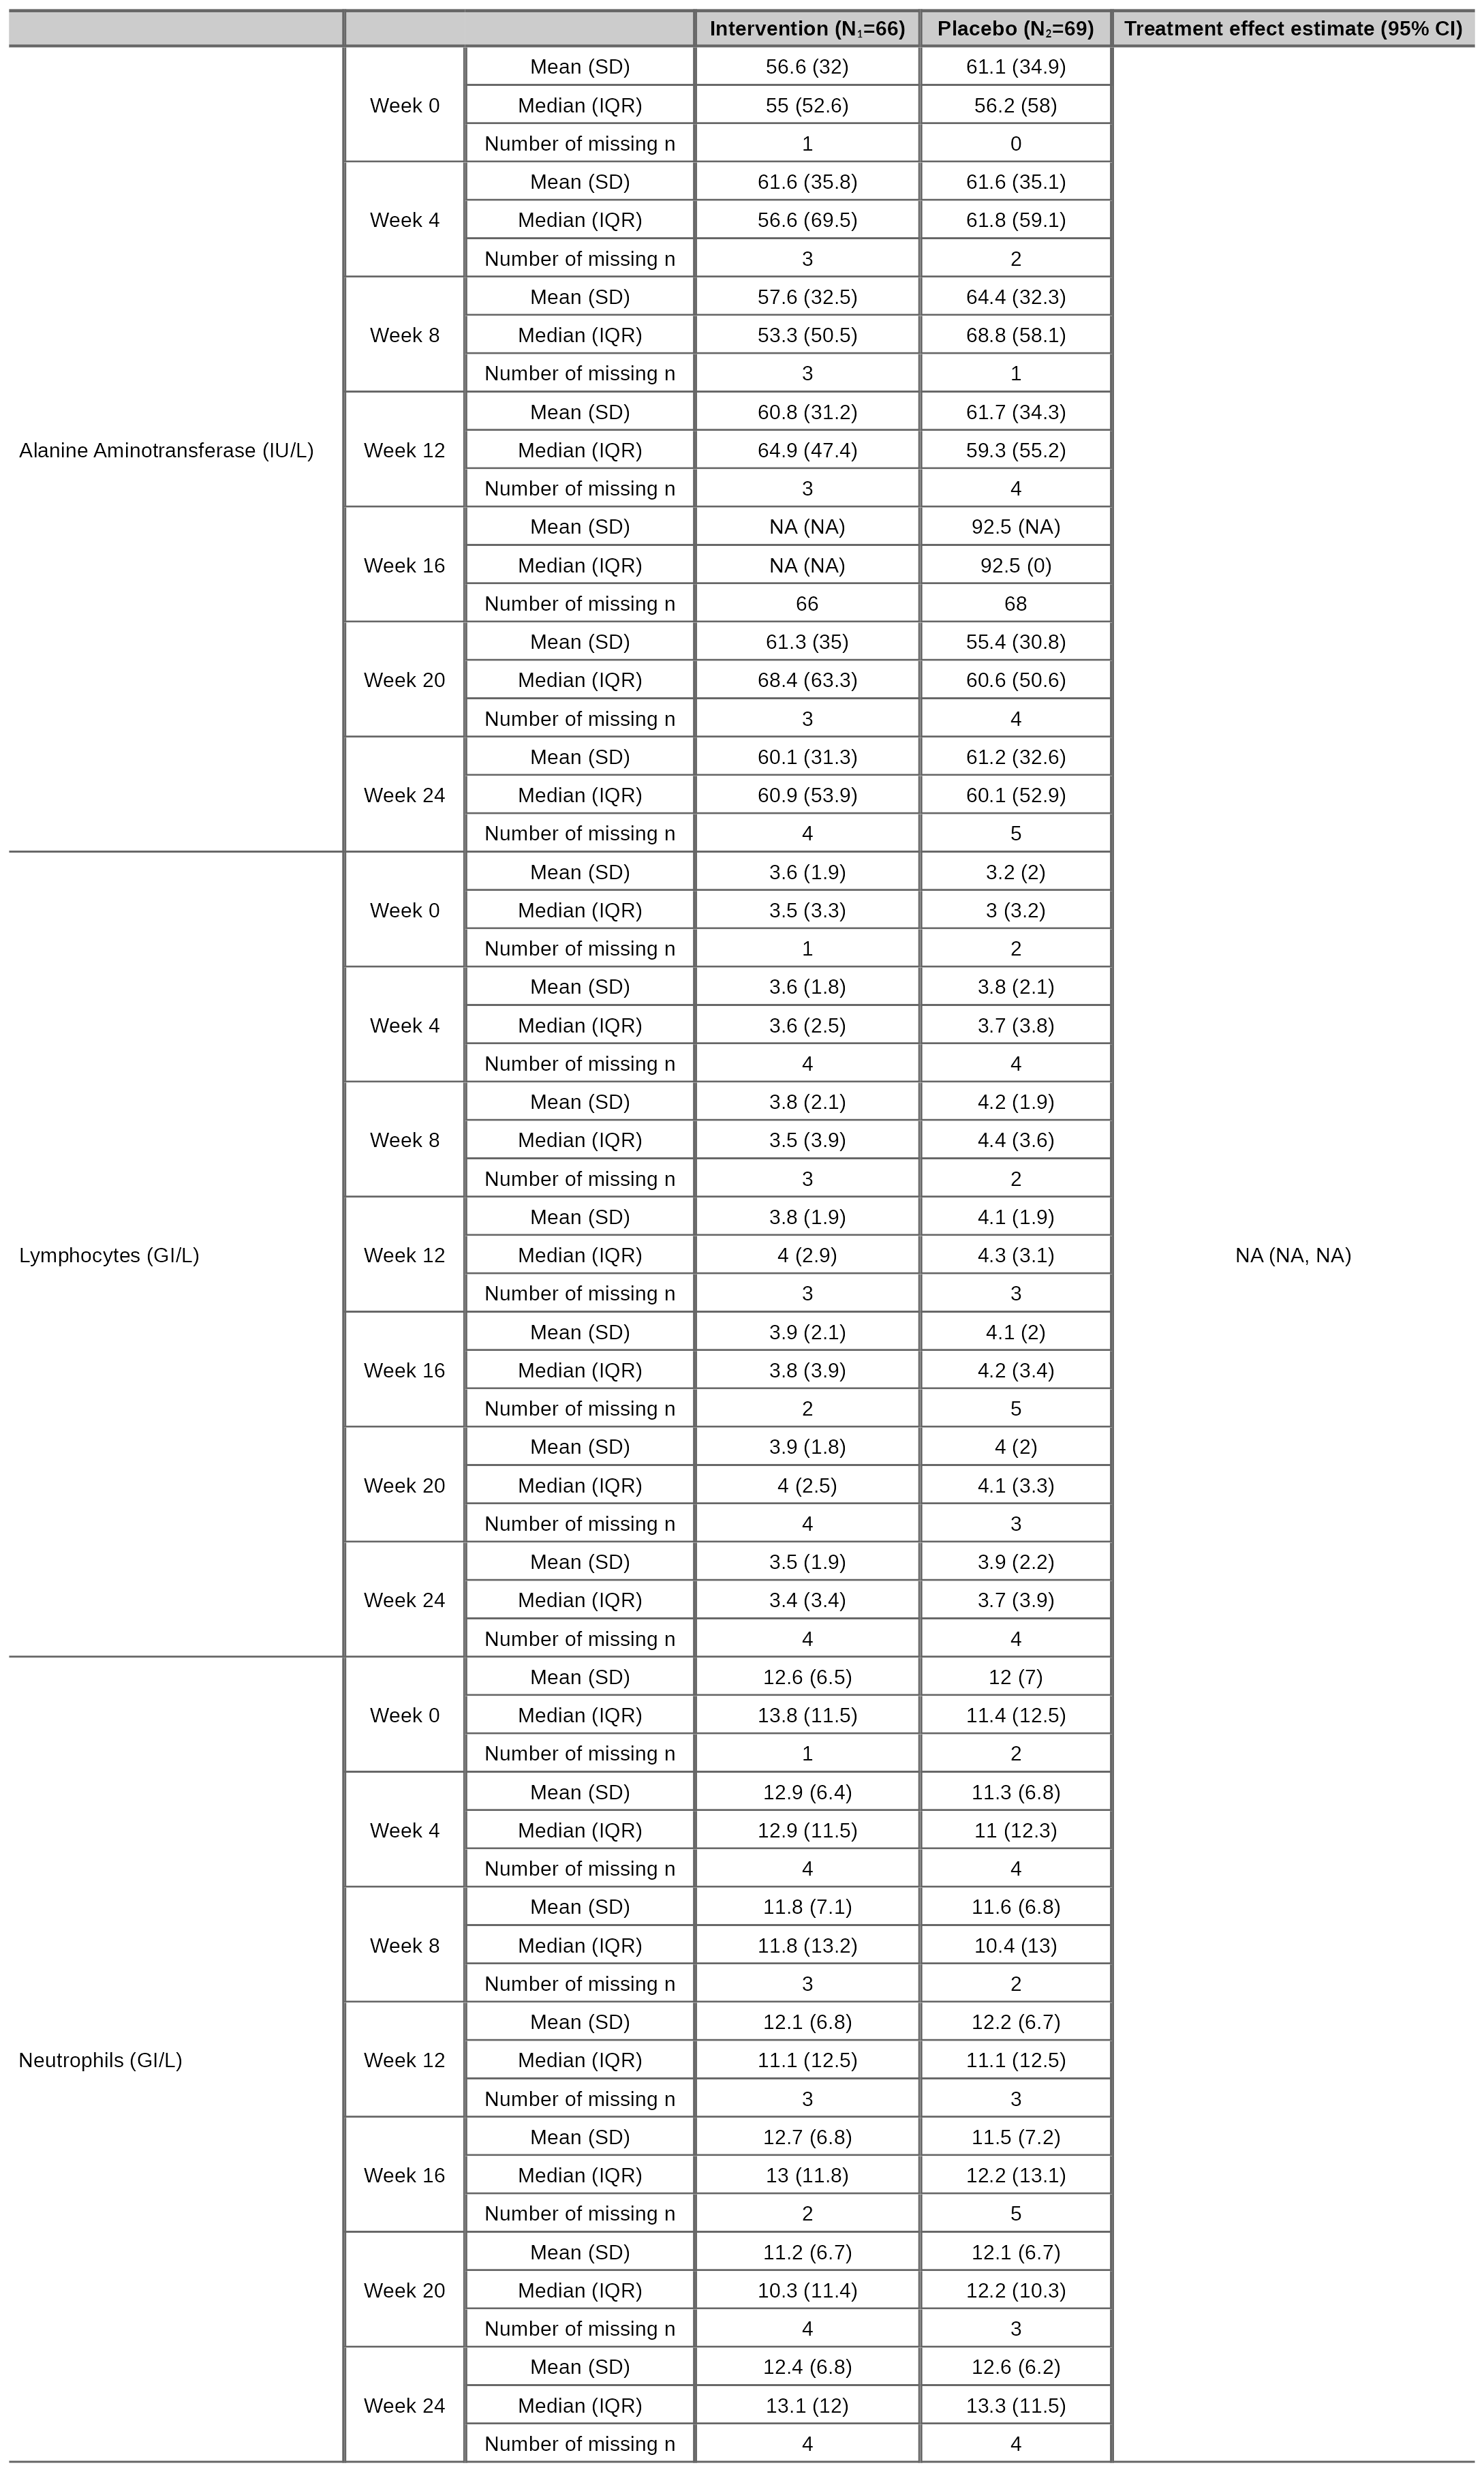 Intervention (N₁=66) Placebo (N₂=69) Treatment effect estimate (95% CI)
Alanine Aminotransferase (IU/L) Week 0 Mean (SD) 56.6 (32) 61.1 (34.9)
Median (IQR) 55 (52.6) 56.2 (58)
Number of missing n 1 0
Week 4 Mean (SD) 61.6 (35.8) 61.6 (35.1)
Median (IQR) 56.6 (69.5) 61.8 (59.1)
Number of missing n 3 2
Week 8 Mean (SD) 57.6 (32.5) 64.4 (32.3)
Median (IQR) 53.3 (50.5) 68.8 (58.1)
Number of missing n 3 1
Week 12 Mean (SD) 60.8 (31.2) 61.7 (34.3)
Median (IQR) 64.9 (47.4) 59.3 (55.2)
Number of missing n 3 4
Week 16 Mean (SD) NA (NA) 92.5 (NA)
Median (IQR) NA (NA) 92.5 (0)
Number of missing n 66 68
Week 20 Mean (SD) 61.3 (35) 55.4 (30.8)
Median (IQR) 68.4 (63.3) 60.6 (50.6)
Number of missing n 3 4
Week 24 Mean (SD) 60.1 (31.3) 61.2 (32.6)
Median (IQR) 60.9 (53.9) 60.1 (52.9)
Number of missing n 4 5
Lymphocytes (GI/L) Week 0 Mean (SD) 3.6 (1.9) 3.2 (2)
Median (IQR) 3.5 (3.3) 3 (3.2)
Number of missing n 1 2
Week 4 Mean (SD) 3.6 (1.8) 3.8 (2.1)
Median (IQR) 3.6 (2.5) 3.7 (3.8)
Number of missing n 4 4
Week 8 Mean (SD) 3.8 (2.1) 4.2 (1.9)
Median (IQR) 3.5 (3.9) 4.4 (3.6)
Number of missing n 3 2
Week 12 Mean (SD) 3.8 (1.9) 4.1 (1.9)
Median (IQR) 4 (2.9) 4.3 (3.1) NA (NA, NA)
Number of missing n 3 3
Week 16 Mean (SD) 3.9 (2.1) 4.1 (2)
Median (IQR) 3.8 (3.9) 4.2 (3.4)
Number of missing n 2 5
Week 20 Mean (SD) 3.9 (1.8) 4 (2)
Median (IQR) 4 (2.5) 4.1 (3.3)
Number of missing n 4 3
Week 24 Mean (SD) 3.5 (1.9) 3.9 (2.2)
Median (IQR) 3.4 (3.4) 3.7 (3.9)
Number of missing n 4 4
Neutrophils (GI/L) Week 0 Mean (SD) 12.6 (6.5) 12 (7)
Median (IQR) 13.8 (11.5) 11.4 (12.5)
Number of missing n 1 2
Week 4 Mean (SD) 12.9 (6.4) 11.3 (6.8)
Median (IQR) 12.9 (11.5) 11 (12.3)
Number of missing n 4 4
Week 8 Mean (SD) 11.8 (7.1) 11.6 (6.8)
Median (IQR) 11.8 (13.2) 10.4 (13)
Number of missing n 3 2
Week 12 Mean (SD) 12.1 (6.8) 12.2 (6.7)
Median (IQR) 11.1 (12.5) 11.1 (12.5)
Number of missing n 3 3
Week 16 Mean (SD) 12.7 (6.8) 11.5 (7.2)
Median (IQR) 13 (11.8) 12.2 (13.1)
Number of missing n 2 5
Week 20 Mean (SD) 11.2 (6.7) 12.1 (6.7)
Median (IQR) 10.3 (11.4) 12.2 (10.3)
Number of missing n 4 3
Week 24 Mean (SD) 12.4 (6.8) 12.6 (6.2)
Median (IQR) 13.1 (12) 13.3 (11.5)
Number of missing n 4 4